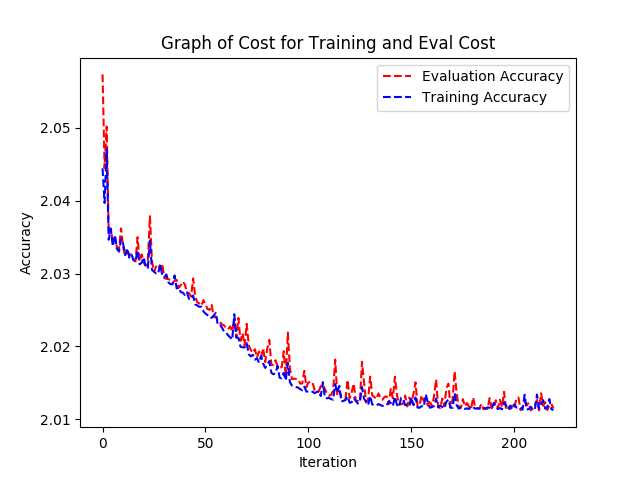 Graph of Cost for Training and Eval Cost
Evaluation Accuracy
Training Accuracy
Accuracy
2.05
2.04
2.03
2.02
2.01
0
50
100
150
200
Iteration